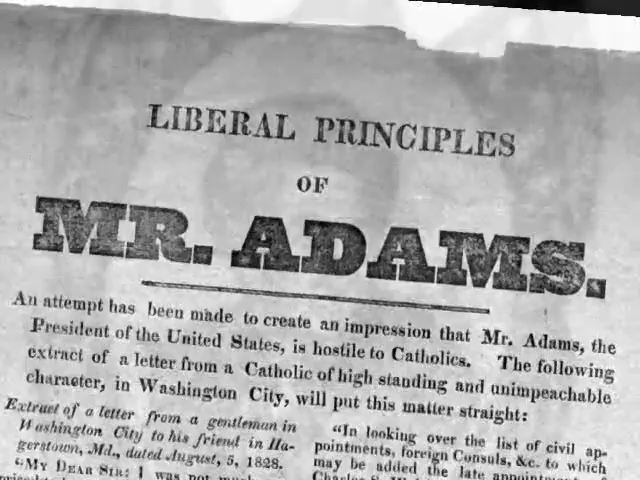 LIBERAL PRINCIPLES
OF
MR. ADAMS.
An attempt has been made to create an impression that Mr. Adams, the
President of the United States, is hostile to Catholics. The following
extract of a letter from a Catholic of high standing and unimpeachable
character, in Washington City, will put this matter straight:
Extract of a letter from a gentleman in
Washington City to his friend in Ha-
gerstown, Md., dated August, 5, 1828.
"MY DEAR SIR: I was not much
"In looking over the list of civil ap-
pointments, foreign Consuls, &c. to which
may be added the late appointment of